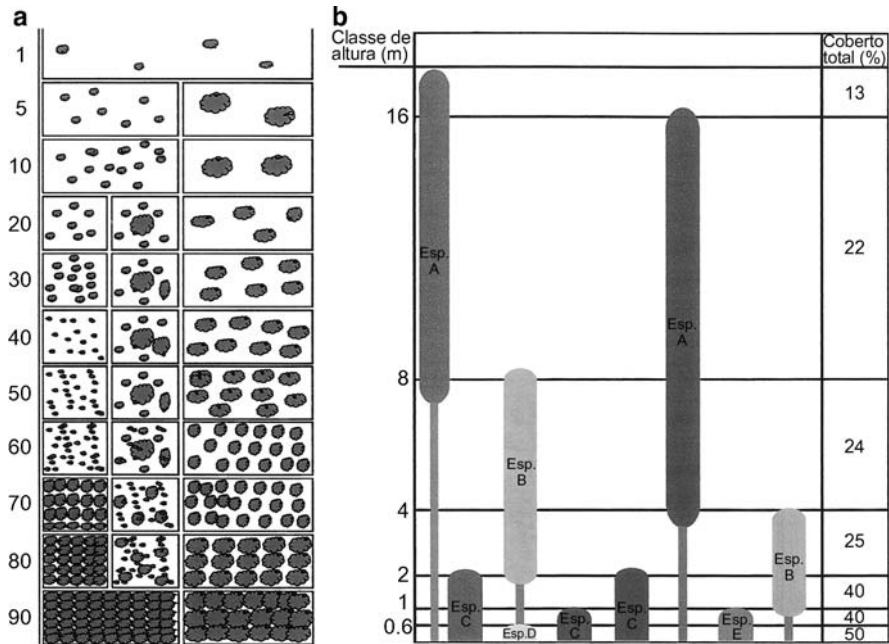 a
1
5
10
20
30
40
50
60
70
80
90
b
Classe de
altura (m)
Coberto
total (%)
16
8
4
2
1
0.6
13
22
24
25
40
40
50
Esp.
A
Esp.
A
Esp.
B
Esp.
B
Esp.
C
Esp.D
Esp.
C
Esp.
C
Esp.
E